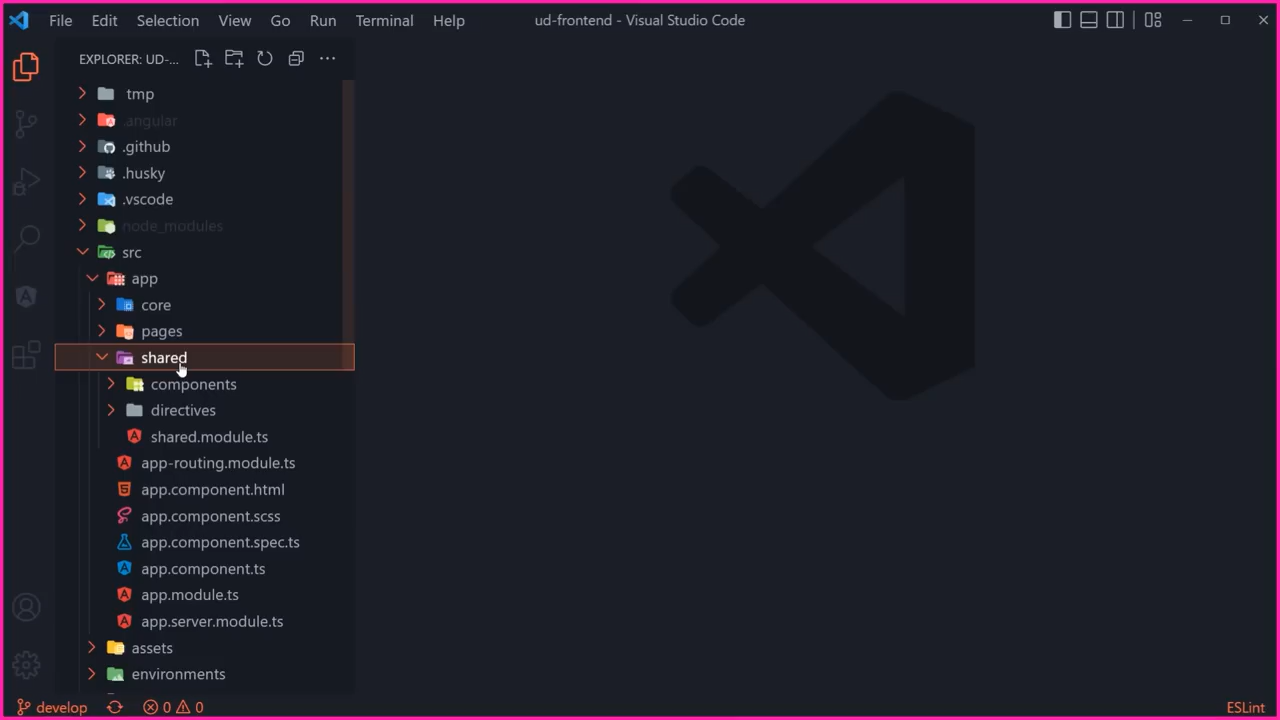 File Edit Selection View Go Run Terminal Help ud-frontend - Visual Studio Code
EXPLORER: UD-...
tmp
.angular
.github
.husky
.vscode
node_modules
src
app
core
pages
shared
components
directives
shared.module.ts
app-routing.module.ts
app.component.html
app.component.scss
app.component.spec.ts
app.component.ts
app.module.ts
app.server.module.ts
assets
environments
develop 0 0 ESLint